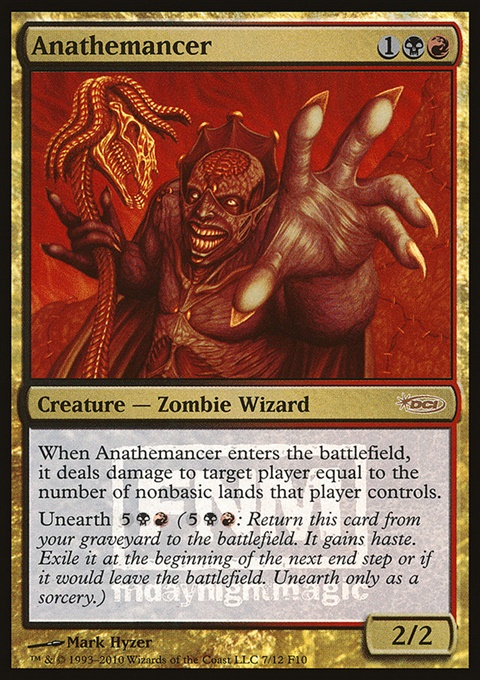 Anathemancer 1
DCI
Creature — Zombie Wizard
When Anathemancer enters the battlefield,
it deals damage to target player equal to the
number of nonbasic lands that player controls.
Unearth 5 ( 5 : Return this card from
your graveyard to the battlefield. It gains haste.
Exile it at the beginning of the next end step or if
it would leave the battlefield. Unearth only as a
sorcery.)
FNM
fridaynightmagic
Mark Hyzer
2/2
™ & © 1993–2010 Wizards of the Coast LLC 7/12 F10